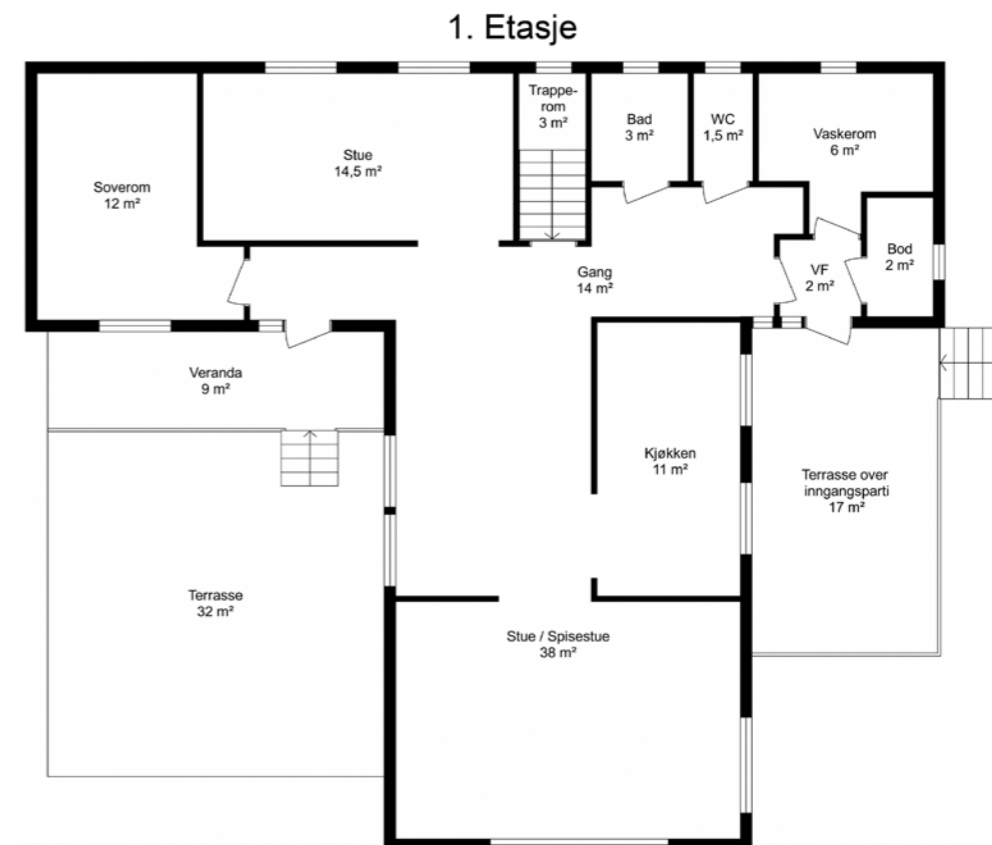 1. Etasje
Trappe-
rom
3 m²
Bad
3 m²
WC
1,5 m²
Vaskerom
6 m²
Stue
14,5 m²
Soverom
12 m²
Gang
14 m²
VF
2 m²
Bod
2 m²
Veranda
9 m²
Kjøkken
11 m²
Terrasse over
inngangsparti
17 m²
Terrasse
32 m²
Stue / Spisestue
38 m²